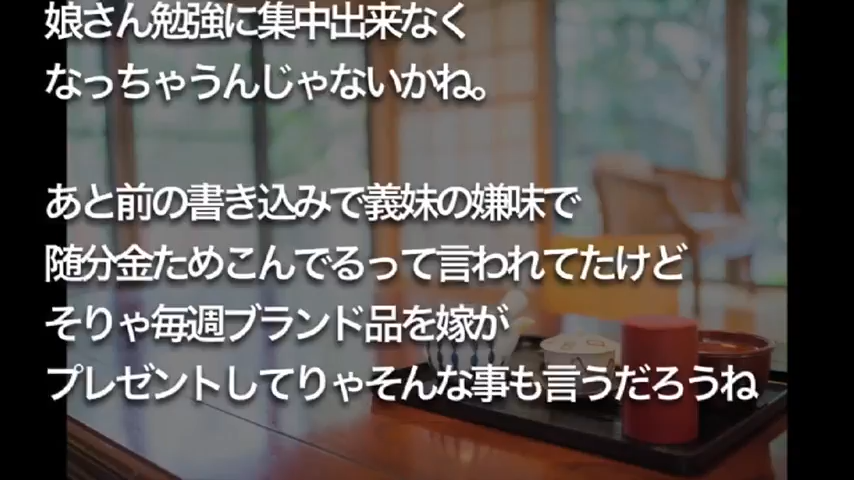 娘さん勉強に集中出来なく
なっちゃうんじゃないかね。
あと前の書き込みで義妹の嫌味で
随分金ためこんでるって言われてたけど
そりゃ毎週ブランド品を嫁が
プレゼントしてりゃそんな事も言うだろうね